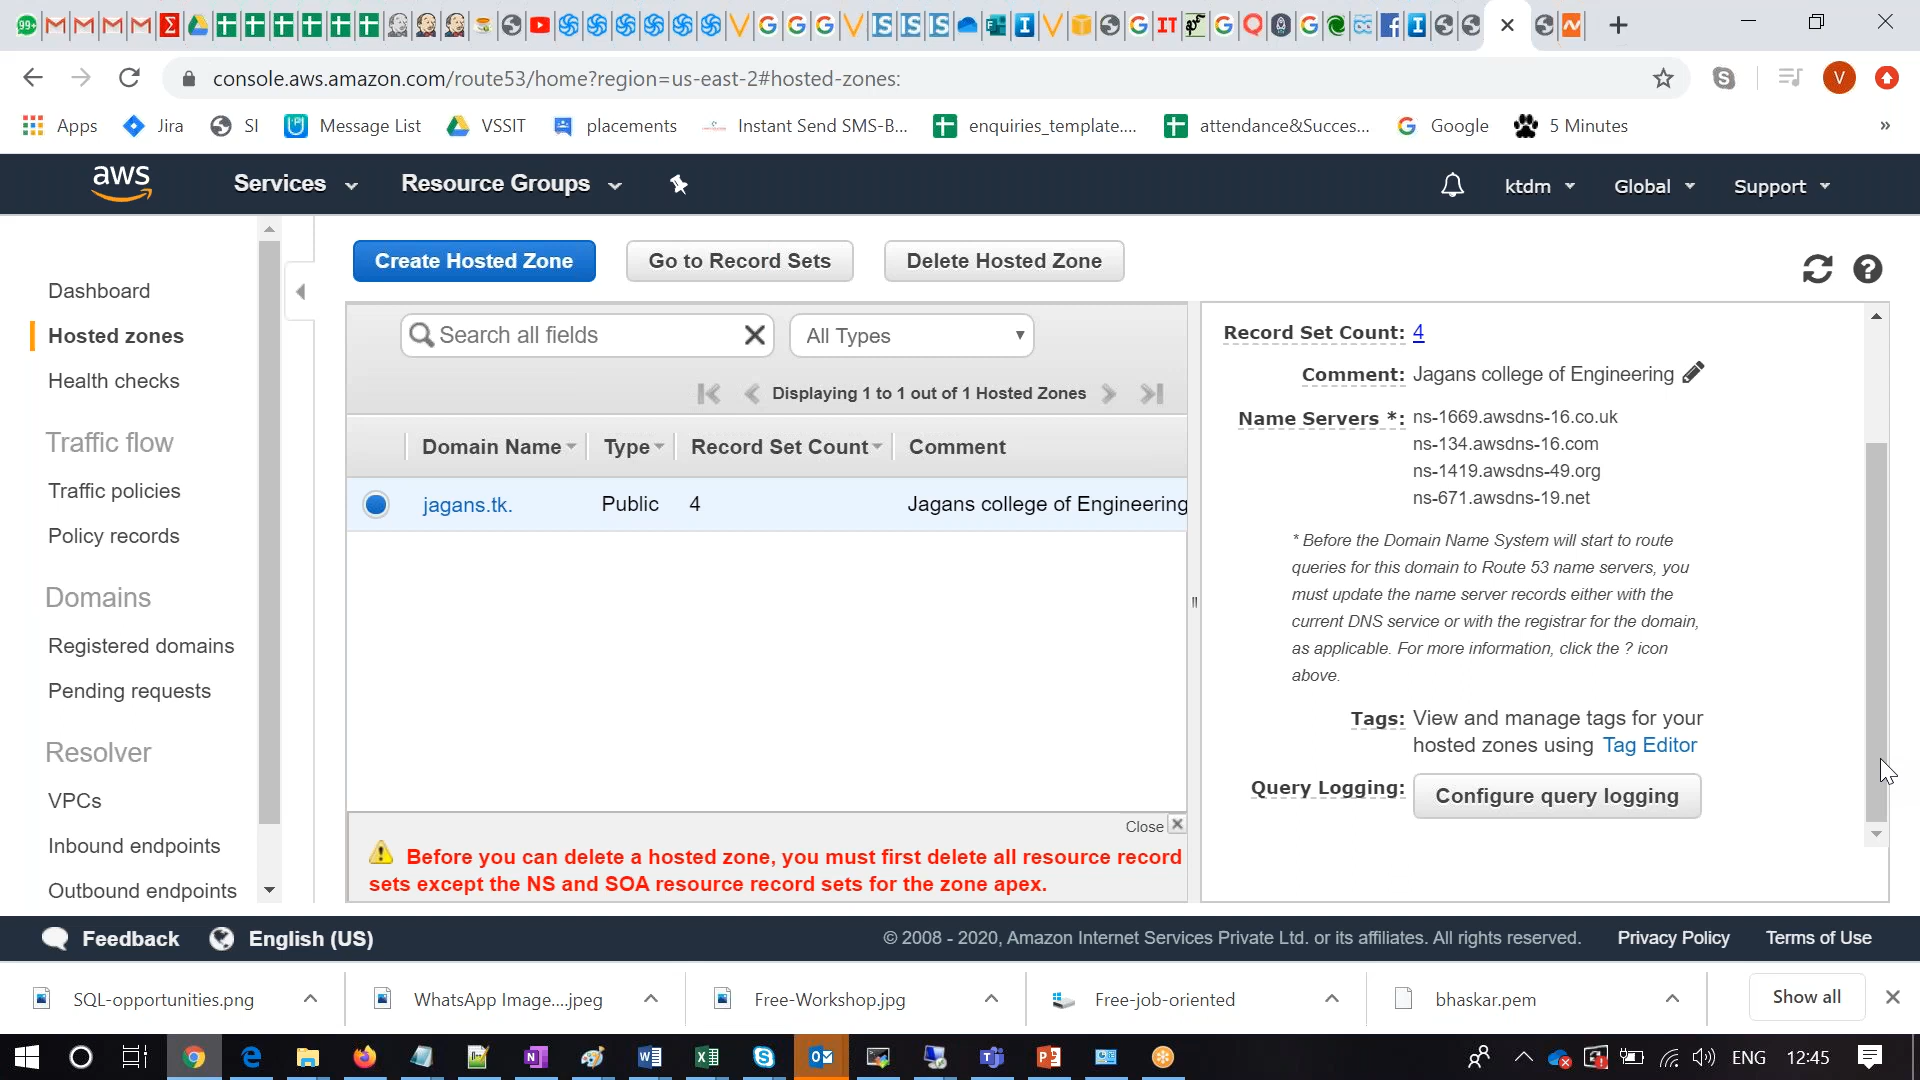 99+
console.aws.amazon.com/route53/home?region=us-east-2#hosted-zones:
V
Apps
Jira
SI
Message List
VSSIT
placements
Instant Send SMS-B...
enquiries_template....
attendance&Succes...
Google
5 Minutes
»
aws
Services
Resource Groups
ktdm
Global
Support
Dashboard
Hosted zones
Health checks
Traffic flow
Traffic policies
Policy records
Domains
Registered domains
Pending requests
Resolver
VPCs
Inbound endpoints
Outbound endpoints
Create Hosted Zone
Go to Record Sets
Delete Hosted Zone
Search all fields
All Types
Displaying 1 to 1 out of 1 Hosted Zones
Domain Name Type Record Set Count Comment
jagans.tk. Public 4 Jagans college of Engineering
Close
Before you can delete a hosted zone, you must first delete all resource record
sets except the NS and SOA resource record sets for the zone apex.
Record Set Count: 4
Comment: Jagans college of Engineering
Name Servers *: ns-1669.awsdns-16.co.uk
ns-134.awsdns-16.com
ns-1419.awsdns-49.org
ns-671.awsdns-19.net
* Before the Domain Name System will start to route
queries for this domain to Route 53 name servers, you
must update the name server records either with the
current DNS service or with the registrar for the domain,
as applicable. For more information, click the ? icon
above.
Tags: View and manage tags for your
hosted zones using Tag Editor
Query Logging: Configure query logging
Feedback
English (US)
© 2008 - 2020, Amazon Internet Services Private Ltd. or its affiliates. All rights reserved.
Privacy Policy
Terms of Use
SQL-opportunities.png
WhatsApp Image....jpeg
Free-Workshop.jpg
Free-job-oriented
bhaskar.pem
Show all
ENG
12:45